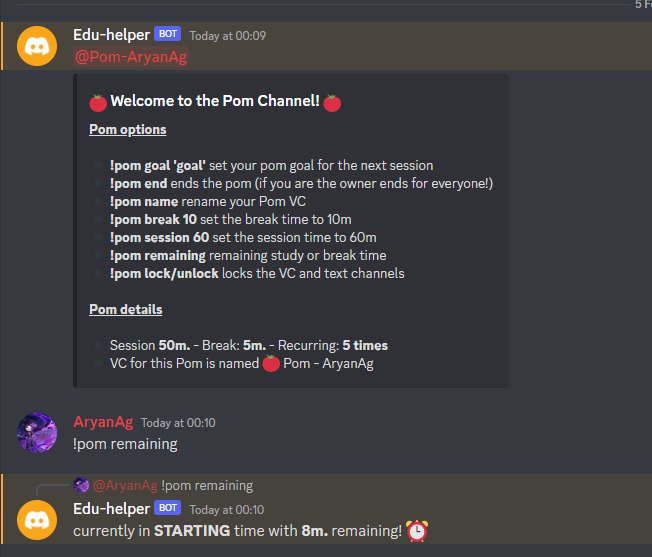 5 Fe
Edu-helper BOT Today at 00:09
@Pom-AryanAg
Welcome to the Pom Channel!
Pom options
!pom goal 'goal' set your pom goal for the next session
!pom end ends the pom (if you are the owner ends for everyone!)
!pom name rename your Pom VC
!pom break 10 set the break time to 10m
!pom session 60 set the session time to 60m
!pom remaining remaining study or break time
!pom lock/unlock locks the VC and text channels
Pom details
Session 50m. - Break: 5m. - Recurring: 5 times
VC for this Pom is named 🍅 Pom - AryanAg
AryanAg Today at 00:10
!pom remaining
@AryanAg !pom remaining
Edu-helper BOT Today at 00:10
currently in STARTING time with 8m. remaining! ⏰